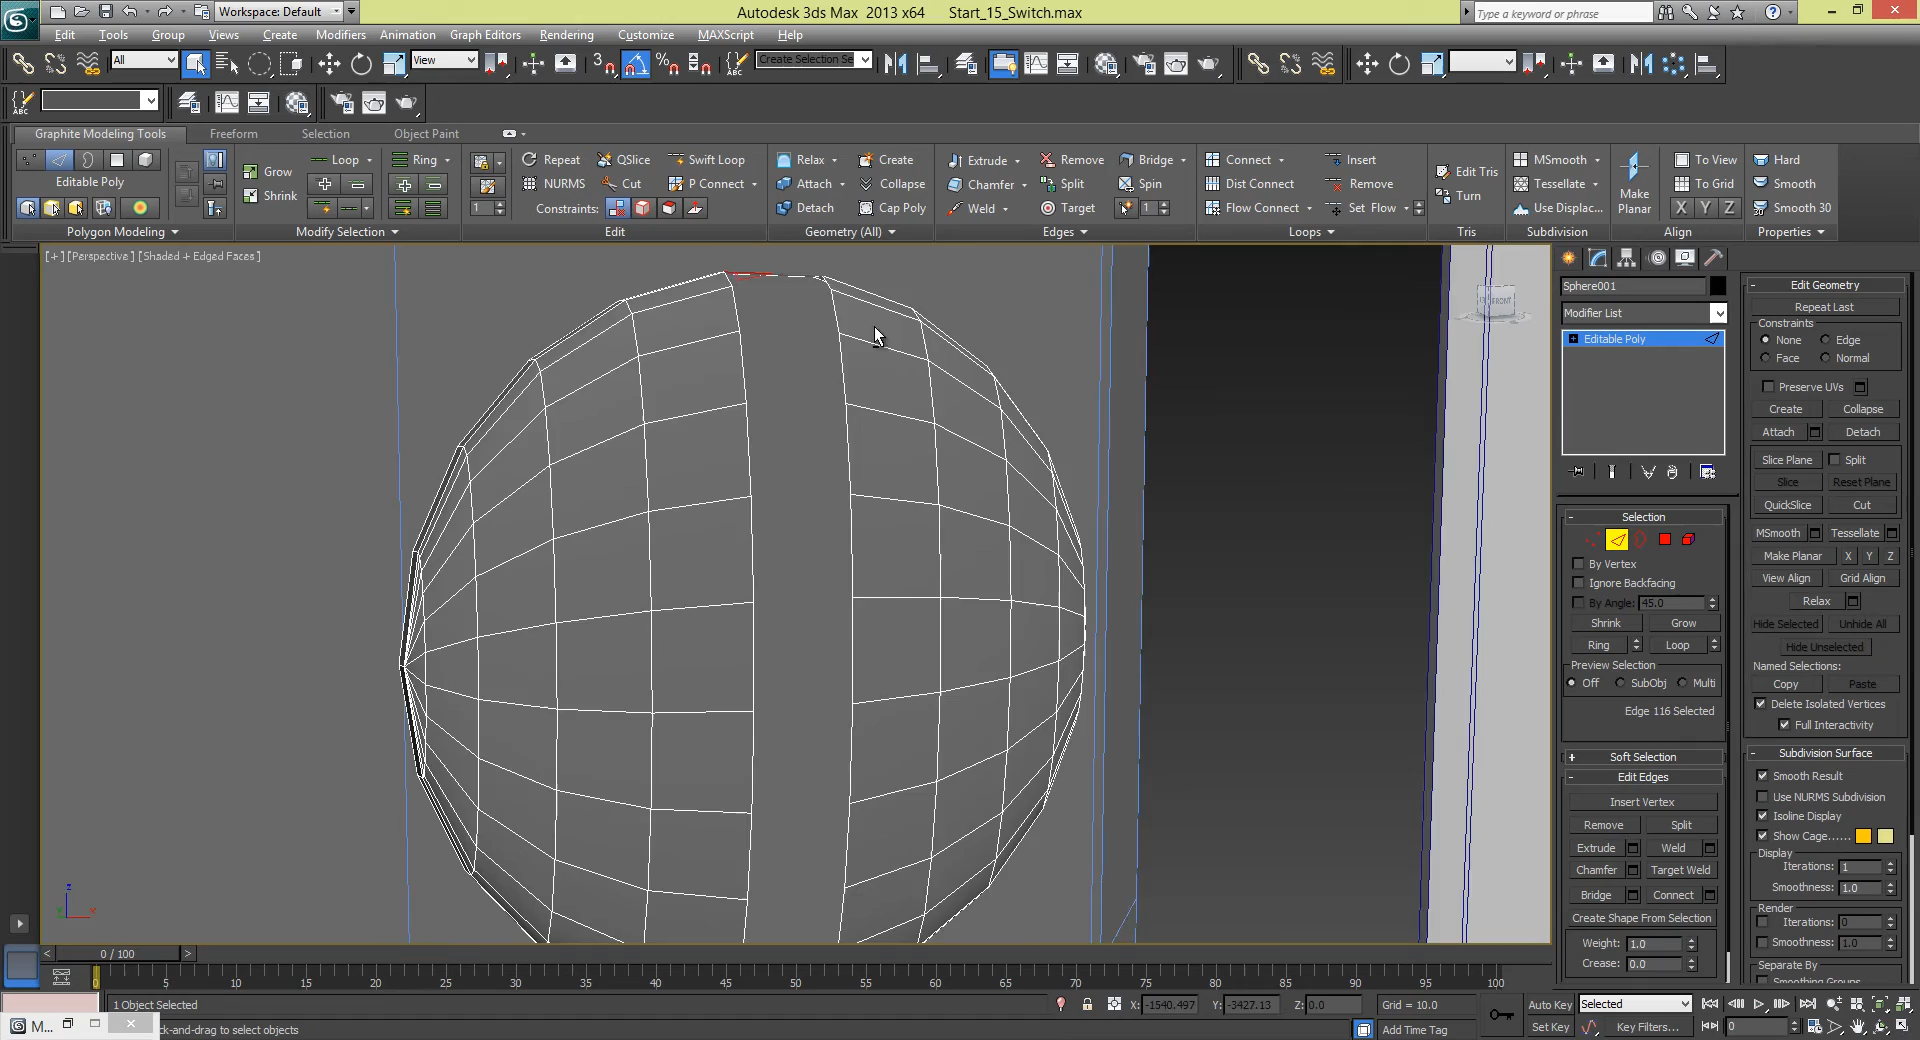 Workspace: Default
Autodesk 3ds Max 2013 x64 Start_15_Switch.max
Type a keyword or phrase
Edit Tools Group Views Create Modifiers Animation Graph Editors Rendering Customize MAXScript Help
All View 3 Create Selection Se
ABC
Graphite Modeling Tools Freeform Selection Object Paint
Loop Ring Repeat QSlice Swift Loop Relax Create Extrude Remove Bridge Connect Insert MSmooth To View Hard
Grow Edit Tris
Editable Poly NURMS Cut P Connect Attach Collapse Chamfer Split Spin Dist Connect Remove Tessellate Make Planar To Grid Smooth
Shrink Turn
1 Constraints: Detach Cap Poly Weld Target 1 Flow Connect Set Flow Use Displac... X Y Z Smooth 30
Polygon Modeling Modify Selection Edit Geometry (All) Edges Loops Tris Subdivision Align Properties
[+] [Perspective] [Shaded + Edged Faces]
FRONT
Sphere001
Modifier List
Editable Poly
Selection
By Vertex
Ignore Backfacing
By Angle: 45.0
Shrink Grow
Ring Loop
Preview Selection
Off SubObj Multi
Edge 116 Selected
Soft Selection
Edit Edges
Insert Vertex
Remove Split
Extrude Weld
Chamfer Target Weld
Bridge Connect
Create Shape From Selection
Weight: 1.0
Crease: 0.0
Edit Geometry
Repeat Last
Constraints
None Edge
Face Normal
Preserve UVs
Create Collapse
Attach Detach
Slice Plane Split
Slice Reset Plane
QuickSlice Cut
MSmooth Tessellate
Make Planar X Y Z
View Align Grid Align
Relax
Hide Selected Unhide All
Hide Unselected
Named Selections:
Copy Paste
Delete Isolated Vertices
Full Interactivity
Subdivision Surface
Smooth Result
Use NURMS Subdivision
Isoline Display
Show Cage......
Display
Iterations: 1
Smoothness: 1.0
Render
Iterations: 0
Smoothness: 1.0
Separate By
z x
< 0 / 100 >
0 5 10 15 20 25 30 35 40 45 50 55 60 65 70 75 80 85 90 95 100
1 Object Selected X: -1540.497 Y: -3427.13 Z: 0.0 Grid = 10.0 Auto Key Selected
M... ck-and-drag to select objects Add Time Tag Set Key Key Filters... 0